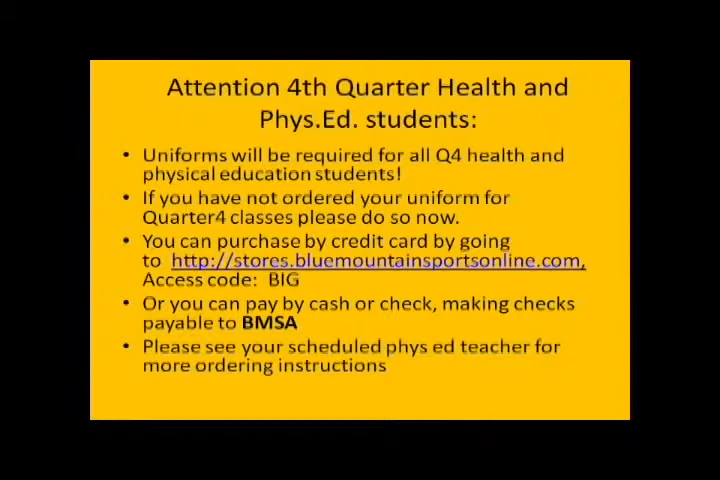 Attention 4th Quarter Health and
Phys.Ed. students:
• Uniforms will be required for all Q4 health and
physical education students!
• If you have not ordered your uniform for
Quarter4 classes please do so now.
• You can purchase by credit card by going
to http://stores.bluemountainsportsonline.com,
Access code: BIG
• Or you can pay by cash or check, making checks
payable to BMSA
• Please see your scheduled phys ed teacher for
more ordering instructions